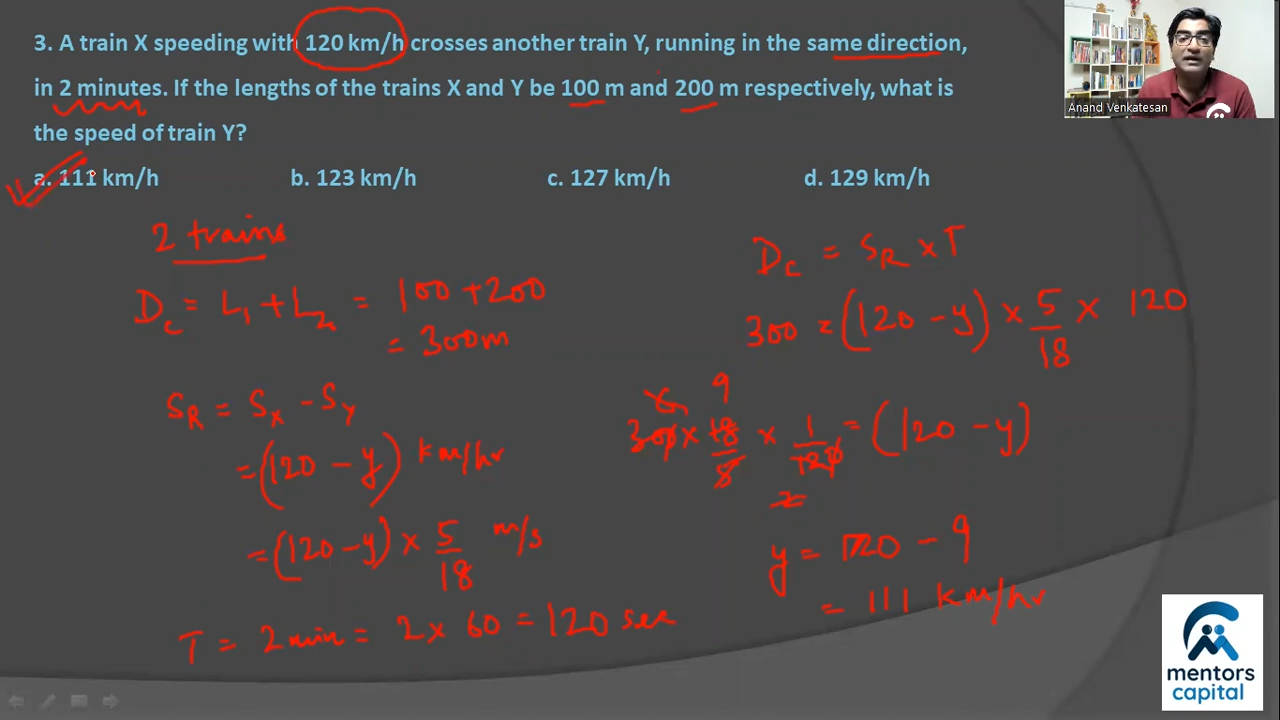 3. A train X speeding with 120 km/h crosses another train Y, running in the same direction,
in 2 minutes. If the lengths of the trains X and Y be 100 m and 200 m respectively, what is
the speed of train Y?
a. 111 km/h b. 123 km/h c. 127 km/h d. 129 km/h
Anand Venkatesan
2 trains
Dc = L1 + L2 = 100 + 200
= 300m
SR = SX - SY
= (120 - y) km/hr
= (120 - y) × 5/18 m/s
T = 2 min = 2 × 60 = 120 sec
Dc = SR × T
300 = (120 - y) × 5/18 × 120
9
300 × 18/5 × 1/120 = (120 - y)
2
y = 120 - 9
= 111 km/hr
mentors
capital